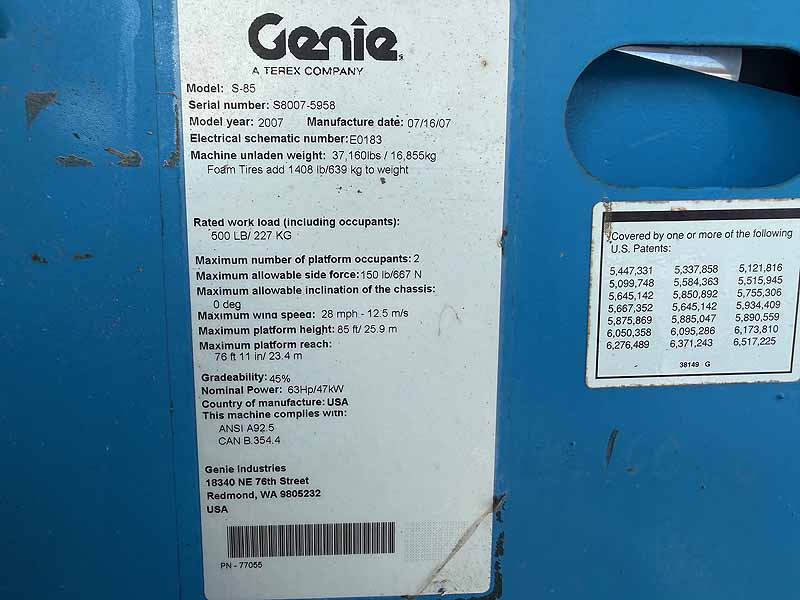 Genie
A TEREX COMPANY
Model: S-85
Serial number: S8007-5958
Model year: 2007 Manufacture date: 07/16/07
Electrical schematic number: E0183
Machine unladen weight: 37,160lbs / 16,855kg
Foam Tires add 1408 lb/639 kg to weight
Rated work load (including occupants):
500 LB/ 227 KG
Maximum number of platform occupants: 2
Maximum allowable side force: 150 lb/667 N
Maximum allowable inclination of the chassis:
0 deg
Maximum wind speed: 28 mph - 12.5 m/s
Maximum platform height: 85 ft/ 25.9 m
Maximum platform reach:
76 ft 11 in/ 23.4 m
Gradeability: 45%
Nominal Power: 63Hp/47kW
Country of manufacture: USA
This machine complies with:
ANSI A92.5
CAN B.354.4
Genie Industries
18340 NE 76th Street
Redmond, WA 9805232
USA
PN - 77055
Covered by one or more of the following
U.S. Patents:
5,447,331 5,337,858 5,121,816
5,099,748 5,584,363 5,515,945
5,645,142 5,850,892 5,755,306
5,667,352 5,645,142 5,934,409
5,875,869 5,885,047 5,890,559
6,050,358 6,095,286 6,173,810
6,276,489 6,371,243 6,517,225
38149 G